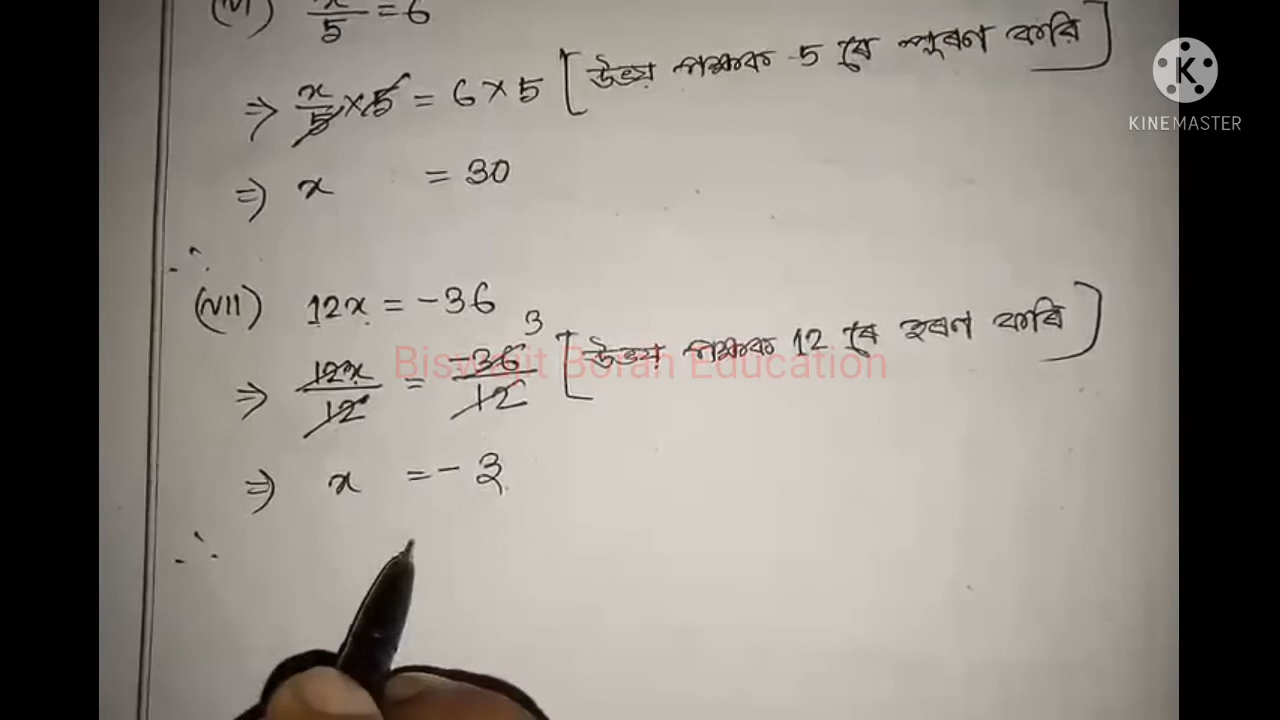 (VI) x/5 = 6
⇒ x/5 × 5 = 6 × 5 [উভয় পক্ষক 5 ৰে পূৰণ কৰি]
⇒ x = 30
∴
(VII) 12x = -36
⇒ 12x/12 = -36/12 3 [উভয় পক্ষক 12 ৰে হৰণ কৰি]
⇒ x = -3
∴
K
KINEMASTER
Biswajit Borah Education